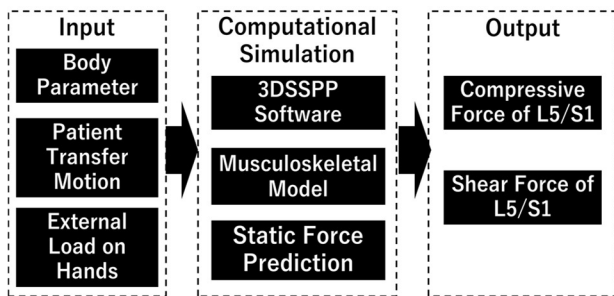 Input
Body
Parameter
Patient
Transfer
Motion
External
Load on
Hands
Computational
Simulation
3DSSPP
Software
Musculoskeletal
Model
Static Force
Prediction
Output
Compressive
Force of L5/S1
Shear Force of
L5/S1